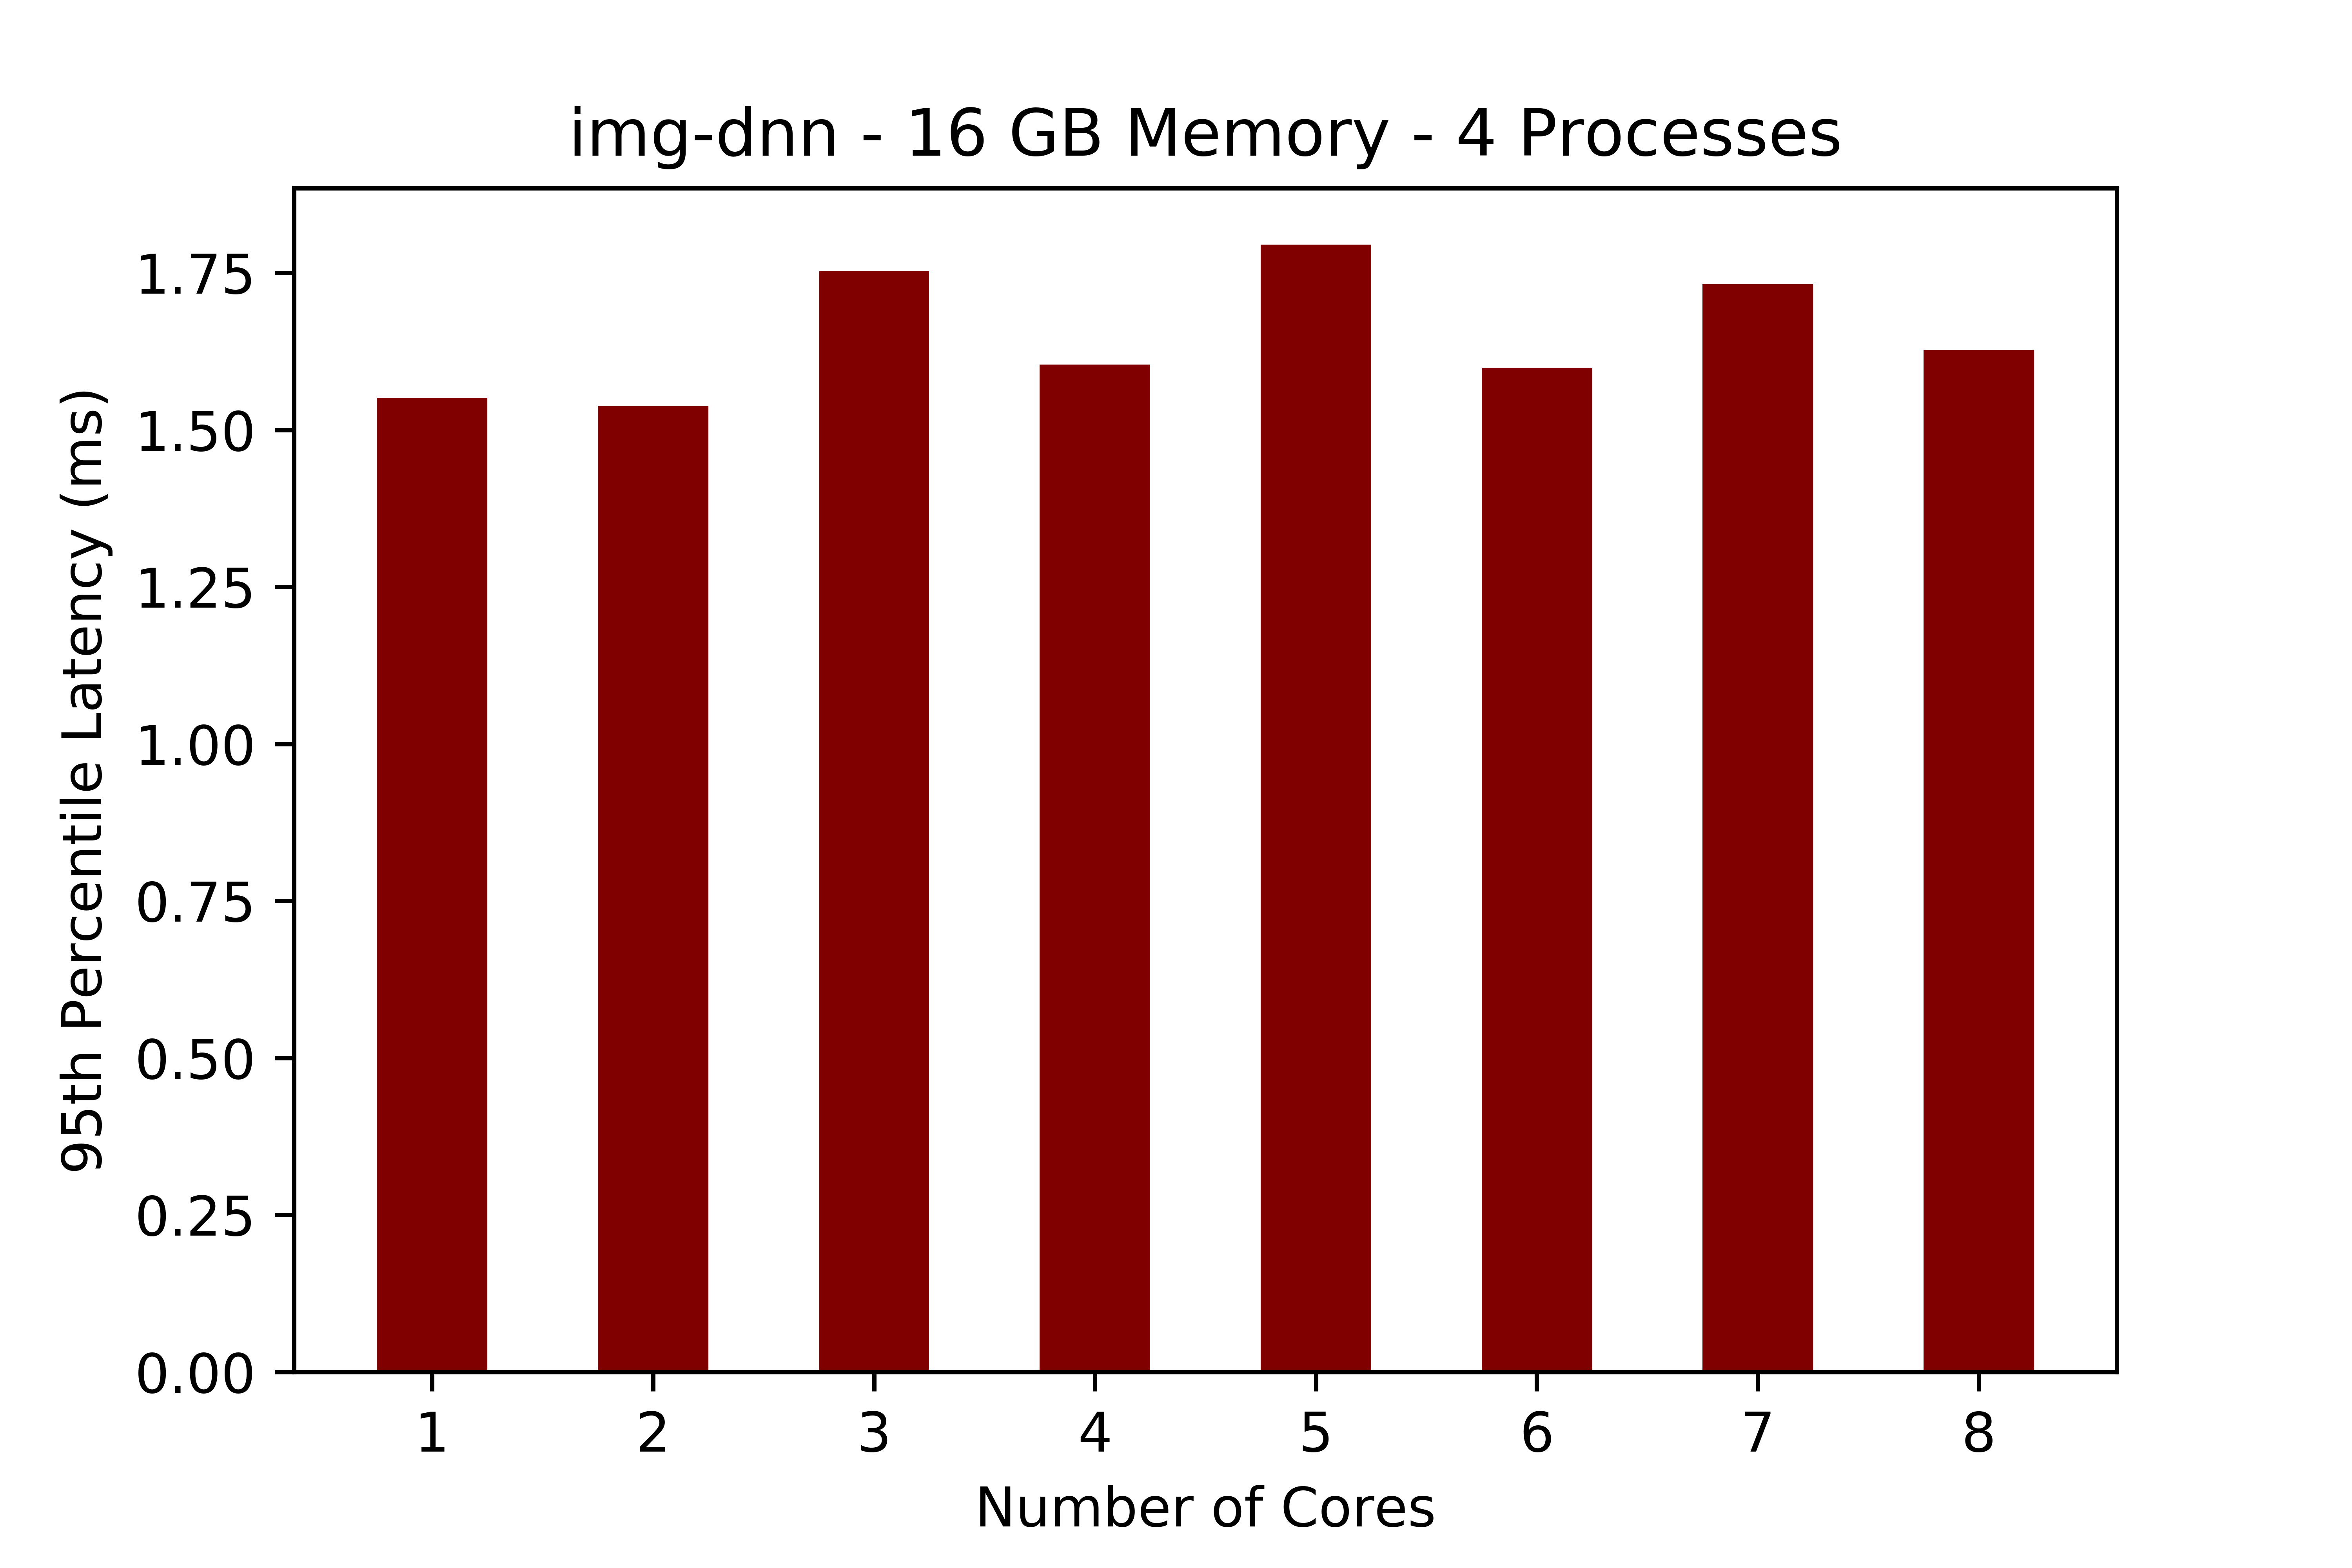 img-dnn - 16 GB Memory - 4 Processes
95th Percentile Latency (ms)
1.75
1.50
1.25
1.00
0.75
0.50
0.25
0.00
1 2 3 4 5 6 7 8
Number of Cores